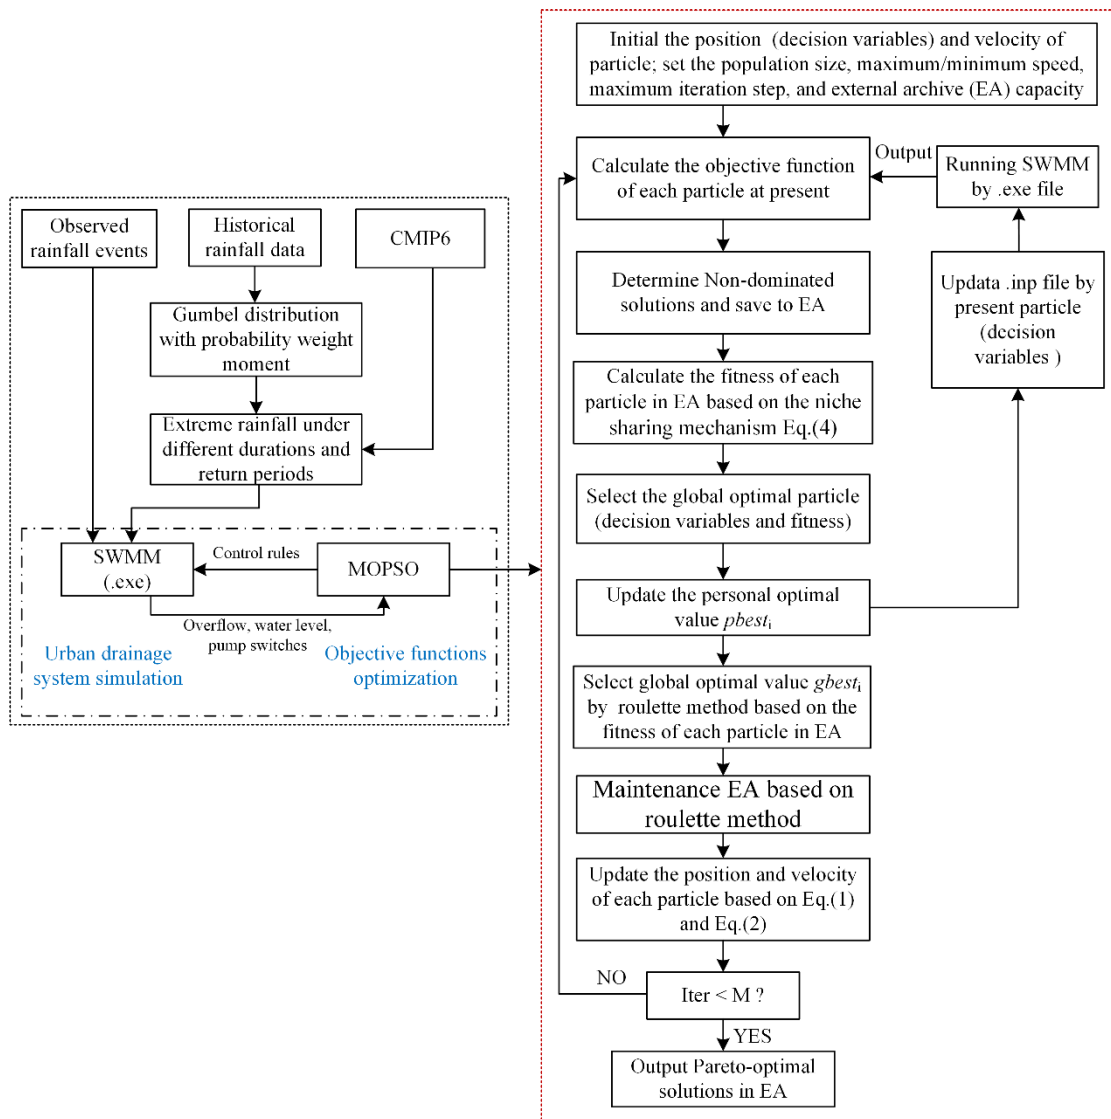 Initial the position (decision variables) and velocity of
particle; set the population size, maximum/minimum speed,
maximum iteration step, and external archive (EA) capacity
Calculate the objective function
of each particle at present
Output
Running SWMM
by .exe file
Updata .inp file by
present particle
(decision
variables )
Determine Non-dominated
solutions and save to EA
Calculate the fitness of each
particle in EA based on the niche
sharing mechanism Eq.(4)
Select the global optimal particle
(decision variables and fitness)
Update the personal optimal
value pbesti
Select global optimal value gbesti
by roulette method based on the
fitness of each particle in EA
Maintenance EA based on
roulette method
Update the position and velocity
of each particle based on Eq.(1)
and Eq.(2)
NO
Iter < M ?
YES
Output Pareto-optimal
solutions in EA
Observed
rainfall events
Historical
rainfall data
CMIP6
Gumbel distribution
with probability weight
moment
Extreme rainfall under
different durations and
return periods
SWMM
(.exe)
Control rules
MOPSO
Overflow, water level,
pump switches
Urban drainage
system simulation
Objective functions
optimization